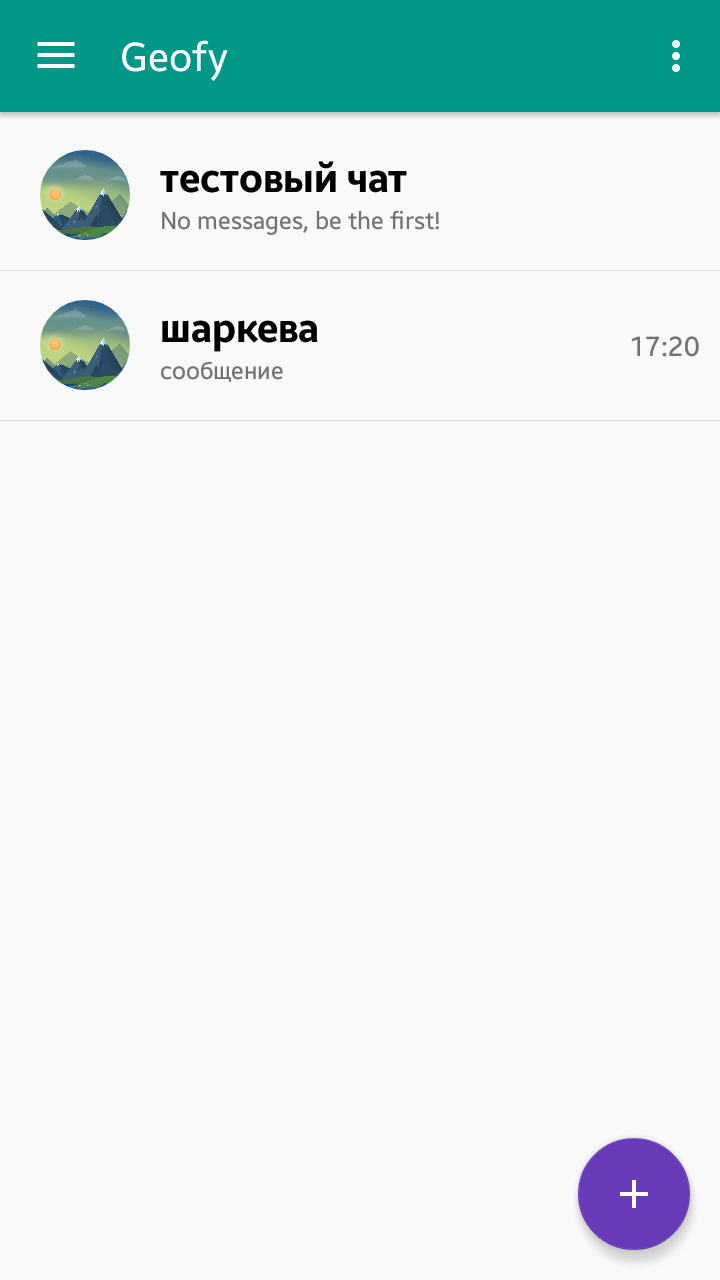 Geofy
тестовый чат
No messages, be the first!
шаркева
сообщение
17:20